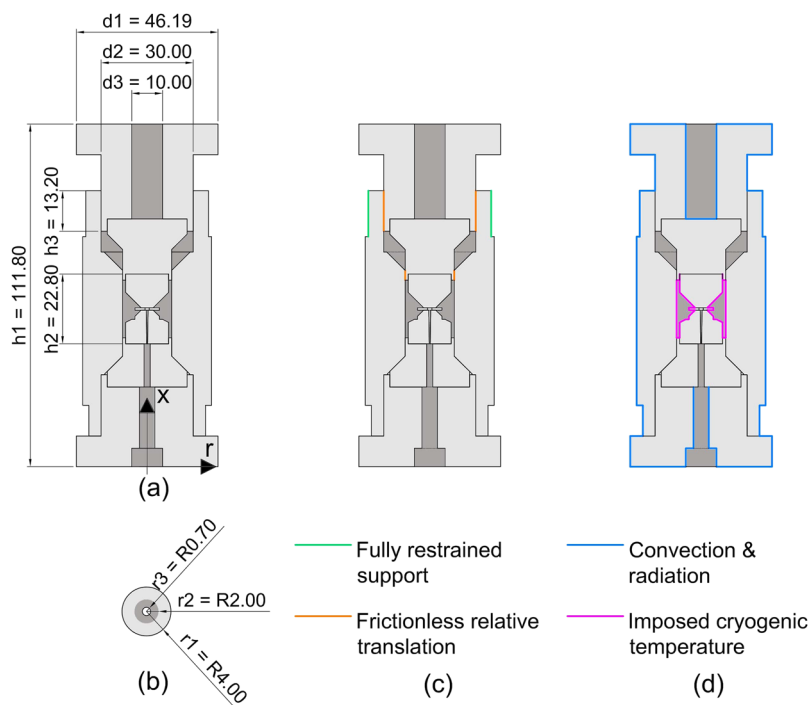 d1 = 46.19
d2 = 30.00
d3 = 10.00
h1 = 111.80
h3 = 13.20
h2 = 22.80
x
r
(a)
(c)
(d)
r3 = R0.70
r2 = R2.00
r1 = R4.00
(b)
Fully restrained
support
Frictionless relative
translation
Convection &
radiation
Imposed cryogenic
temperature